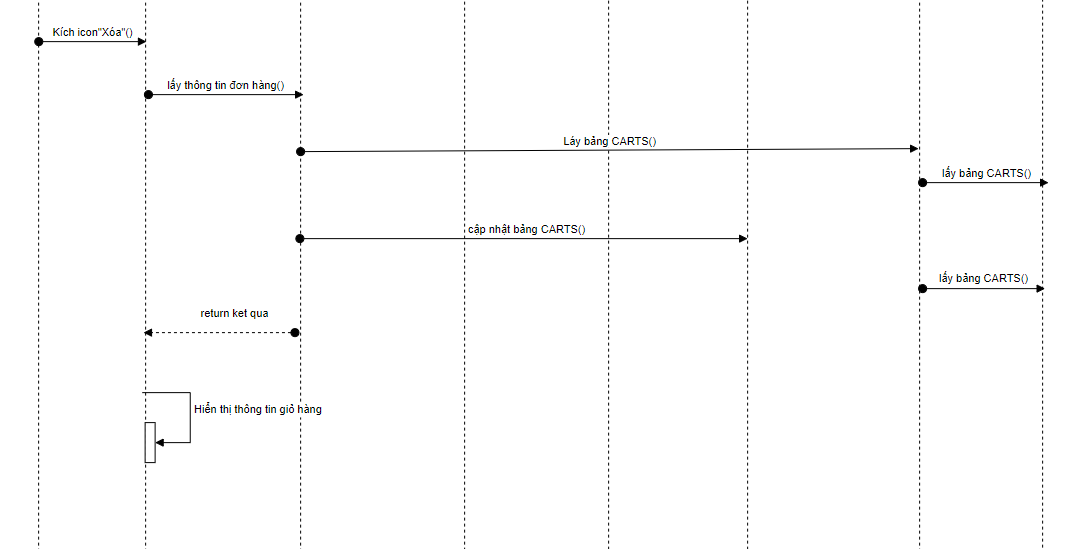 Kích icon"Xóa"()
lấy thông tin đơn hàng()
Láy bảng CARTS()
lấy bảng CARTS()
cập nhật bảng CARTS()
lấy bảng CARTS()
return ket qua
Hiển thị thông tin giỏ hàng